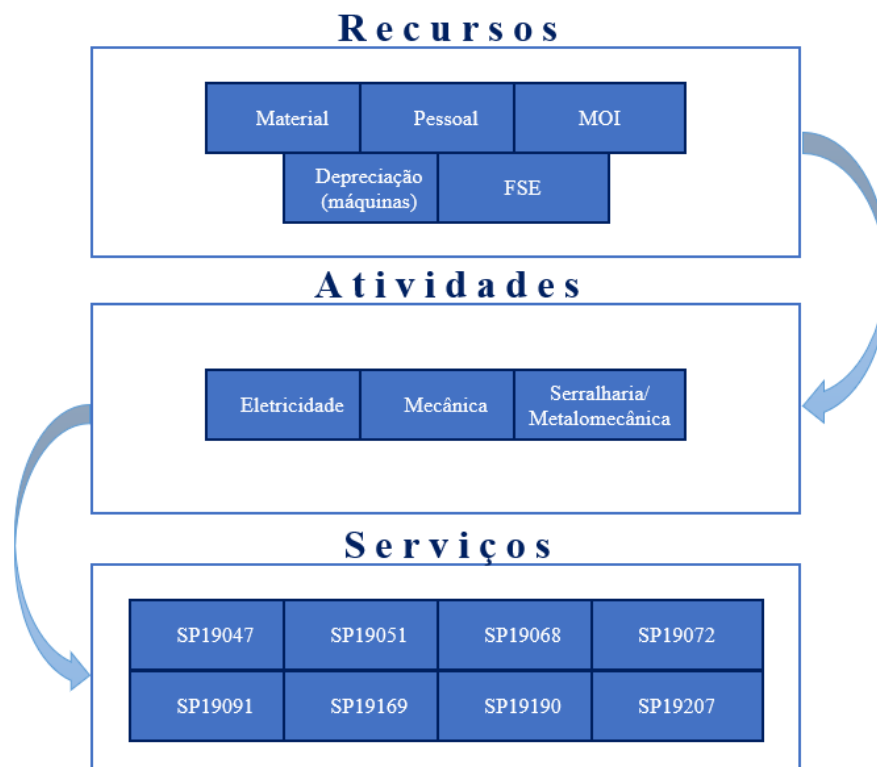 Recursos
Material
Pessoal
MOI
Depreciação
(máquinas)
FSE
Atividades
Eletricidade
Mecânica
Serralharia/
Metalomecânica
Serviços
SP19047
SP19051
SP19068
SP19072
SP19091
SP19169
SP19190
SP19207